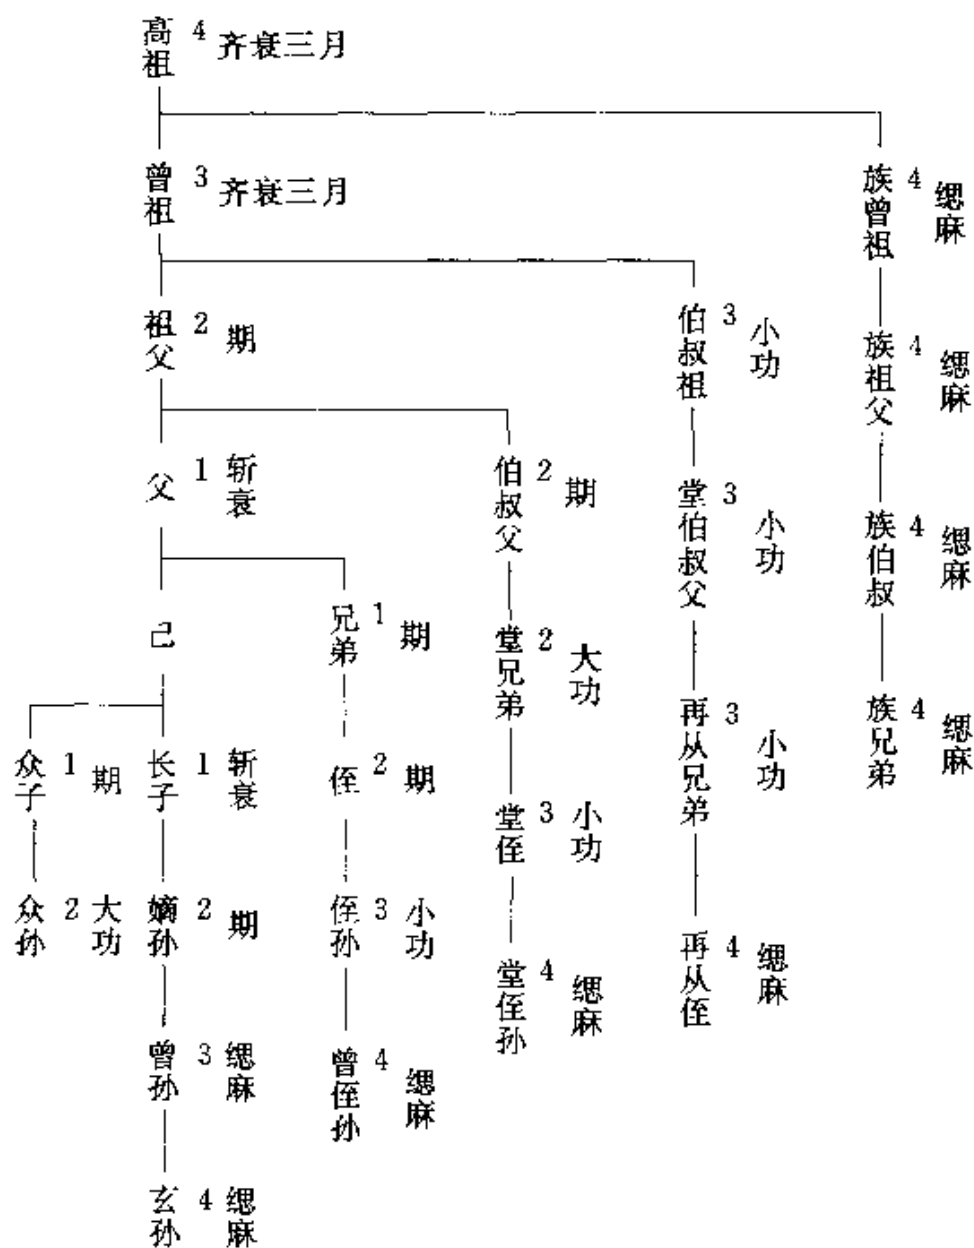 高祖 4 齐衰三月
曾祖 3 齐衰三月
族曾祖 4 缌麻
祖父 2 期
伯叔祖 3 小功
族祖父 4 缌麻
父 1 斩衰
伯叔父 2 期
堂伯叔父 3 小功
族伯叔 4 缌麻
己
兄弟 1 期
堂兄弟 2 大功
再从兄弟 3 小功
族兄弟 4 缌麻
众子 1 期
长子 1 斩衰
侄 2 期
堂侄 3 小功
再从侄 4 缌麻
众孙 2 大功
嫡孙 2 期
侄孙 3 小功
堂侄孙 4 缌麻
曾孙 3 缌麻
曾侄孙 4 缌麻
玄孙 4 缌麻